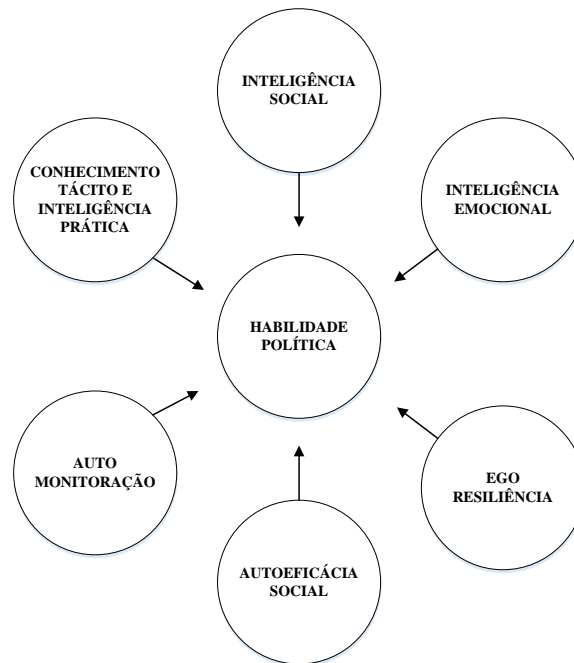 INTELIGÊNCIA
SOCIAL
CONHECIMENTO
TÁCITO E
INTELIGÊNCIA
PRÁTICA
INTELIGÊNCIA
EMOCIONAL
HABILIDADE
POLÍTICA
AUTO
MONITORAÇÃO
EGO
RESILIÊNCIA
AUTOEFICÁCIA
SOCIAL